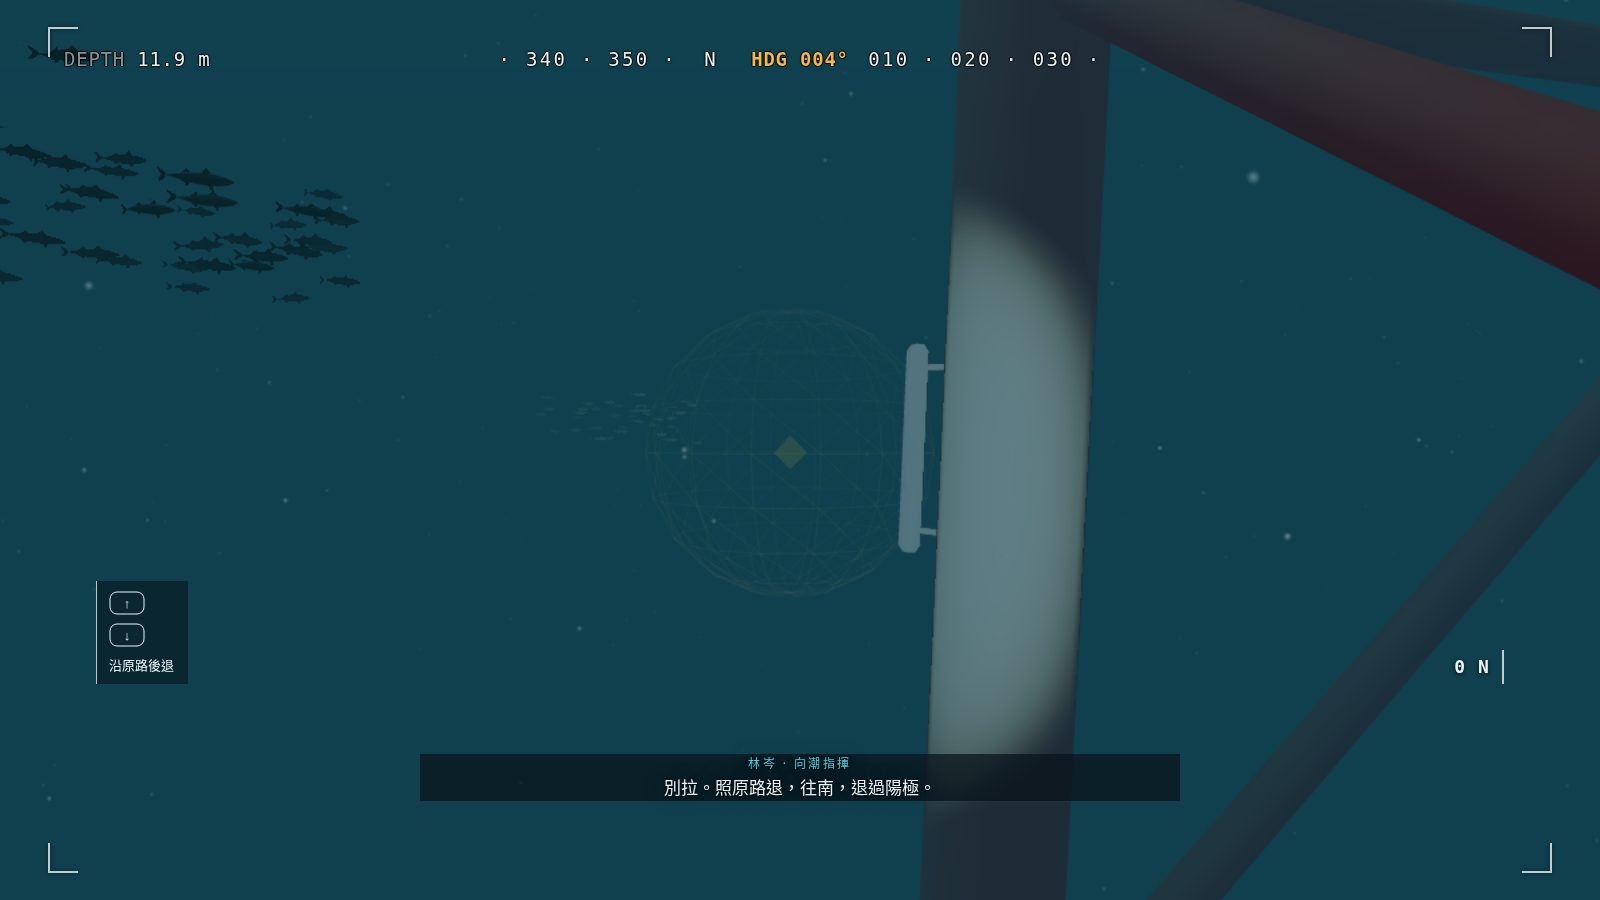 DEPTH 11.9 m
· 340 · 350 · N HDG 004° 010 · 020 · 030 ·
↑
↓
沿原路後退
0 N
林岑 · 向潮指揮
別拉。照原路退，往南，退過陽極。